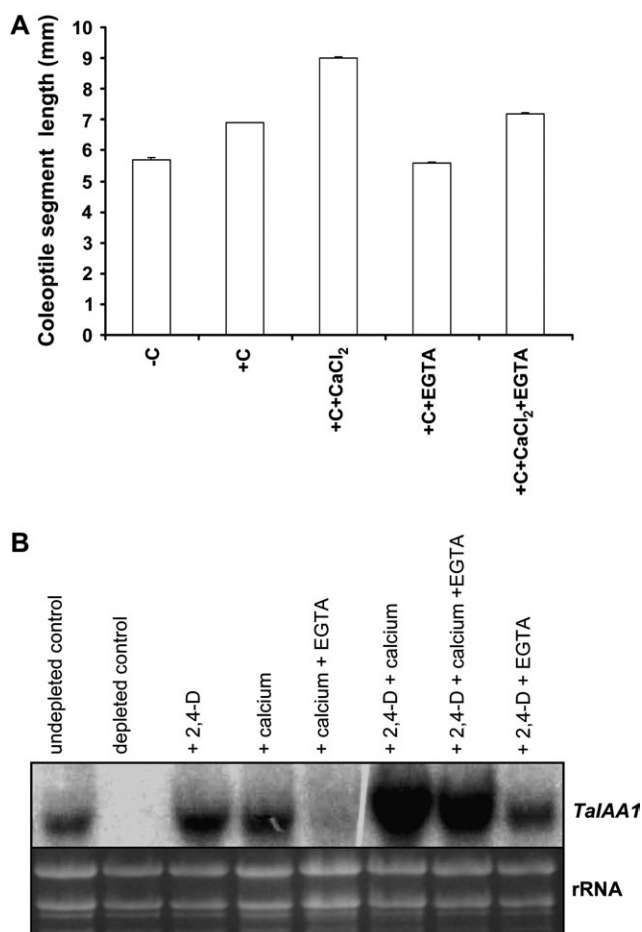 A
Coleoptile segment length (mm)
10
9
8
7
6
5
4
3
2
1
0
-C
+C
+C+CaCl₂
+C+EGTA
+C+CaCl₂+EGTA
B
undepleted control
depleted control
+ 2,4-D
+ calcium
+ calcium + EGTA
+ 2,4-D + calcium
+ 2,4-D + calcium +EGTA
+ 2,4-D + EGTA
TaIAA1
rRNA